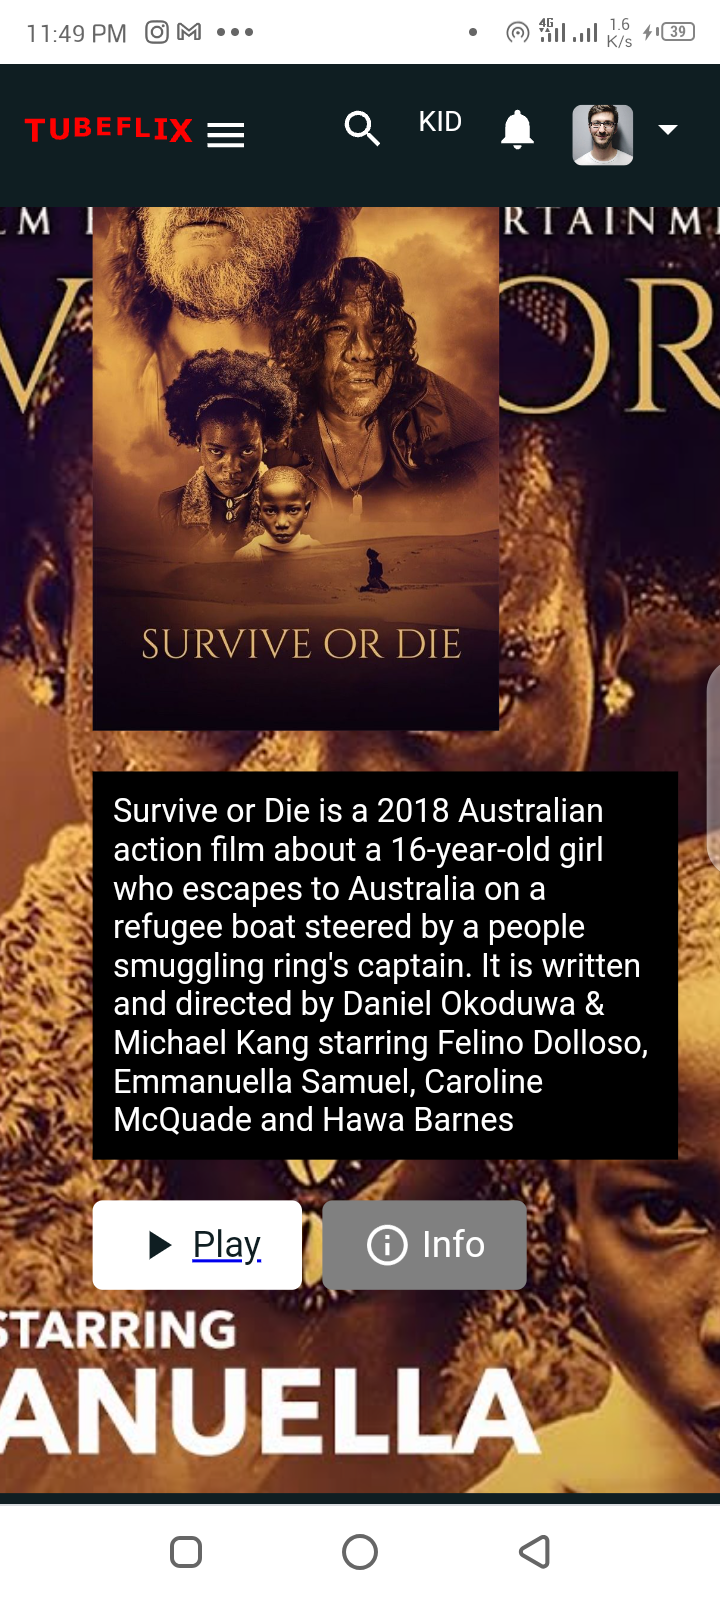 11:49 PM
4G
1.6
K/s
39
TUBEFLIX
KID
RTAINM
V
OR
SURVIVE OR DIE
Survive or Die is a 2018 Australian
action film about a 16-year-old girl
who escapes to Australia on a
refugee boat steered by a people
smuggling ring's captain. It is written
and directed by Daniel Okoduwa &
Michael Kang starring Felino Dolloso,
Emmanuella Samuel, Caroline
McQuade and Hawa Barnes
Play
Info
STARRING
ANUELLA